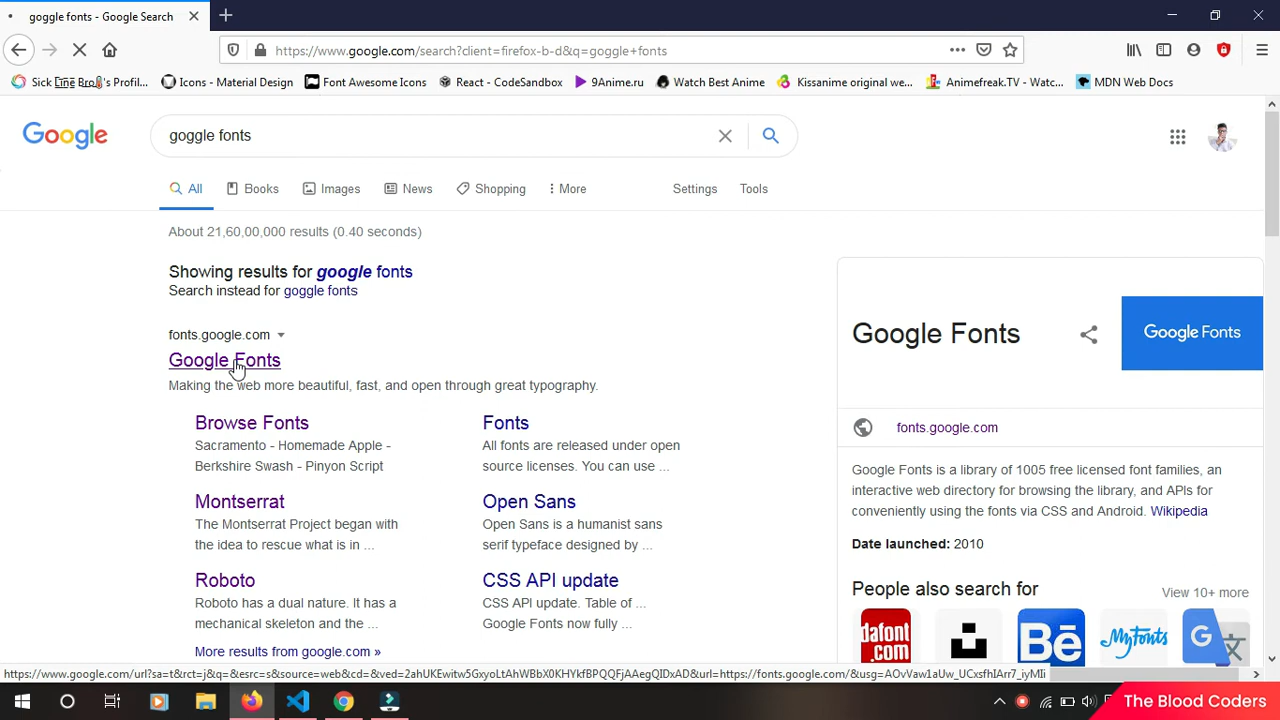 goggle fonts - Google Search
https://www.google.com/search?client=firefox-b-d&q=goggle+fonts
Sick
Bro
's Profil...
Icons - Material Design
Font Awesome Icons
React - CodeSandbox
9Anime.ru
Watch Best Anime
Kissanime original we...
Animefreak.TV - Watc...
MDN Web Docs
Google
goggle fonts
All
Books
Images
News
Shopping
More
Settings
Tools
About 21,60,00,000 results (0.40 seconds)
Showing results for google fonts
Search instead for goggle fonts
fonts.google.com
Google Fonts
Making the web more beautiful, fast, and open through great typography.
Browse Fonts
Sacramento - Homemade Apple -
Berkshire Swash - Pinyon Script
Fonts
All fonts are released under open
source licenses. You can use ...
Montserrat
The Montserrat Project began with
the idea to rescue what is in ...
Open Sans
Open Sans is a humanist sans
serif typeface designed by ...
Roboto
Roboto has a dual nature. It has a
mechanical skeleton and the ...
CSS API update
CSS API update. Table of ...
Google Fonts now fully ...
More results from google.com »
Google Fonts
Google Fonts
fonts.google.com
Google Fonts is a library of 1005 free licensed font families, an
interactive web directory for browsing the library, and APIs for
conveniently using the fonts via CSS and Android. Wikipedia
Date launched: 2010
People also search for
View 10+ more
dafont
.com
Bē
MyFonts
G
The Blood Coders